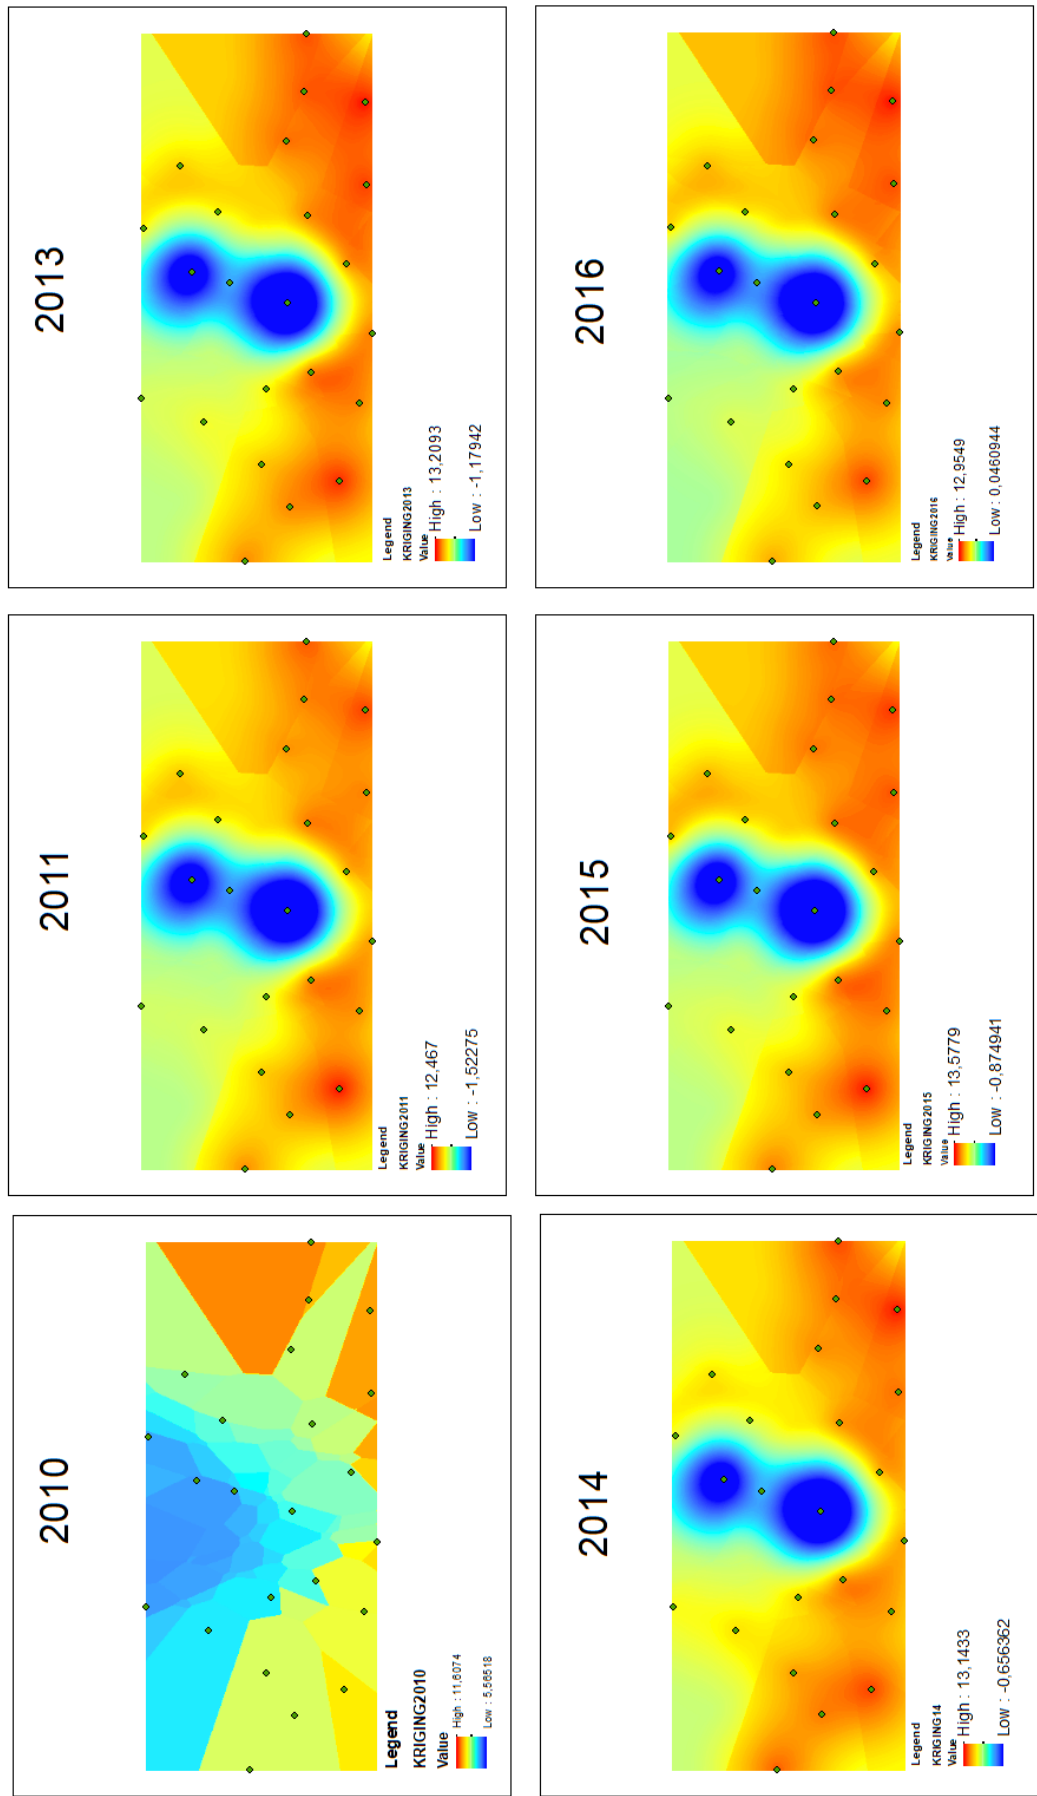 2010
Legend
KRIGING2010
Value
High : 11,6074
Low : 5,56518
2011
Legend
KRIGING2011
Value
High : 12,467
Low : -1,52275
2013
Legend
KRIGING2013
Value
High : 13,2093
Low : -1,17942
2014
Legend
KRIGING14
Value
High : 13,1433
Low : -0,656362
2015
Legend
KRIGING2015
Value
High : 13,5779
Low : -0,874941
2016
Legend
KRIGING2016
Value
High : 12,9549
Low : 0,0460944